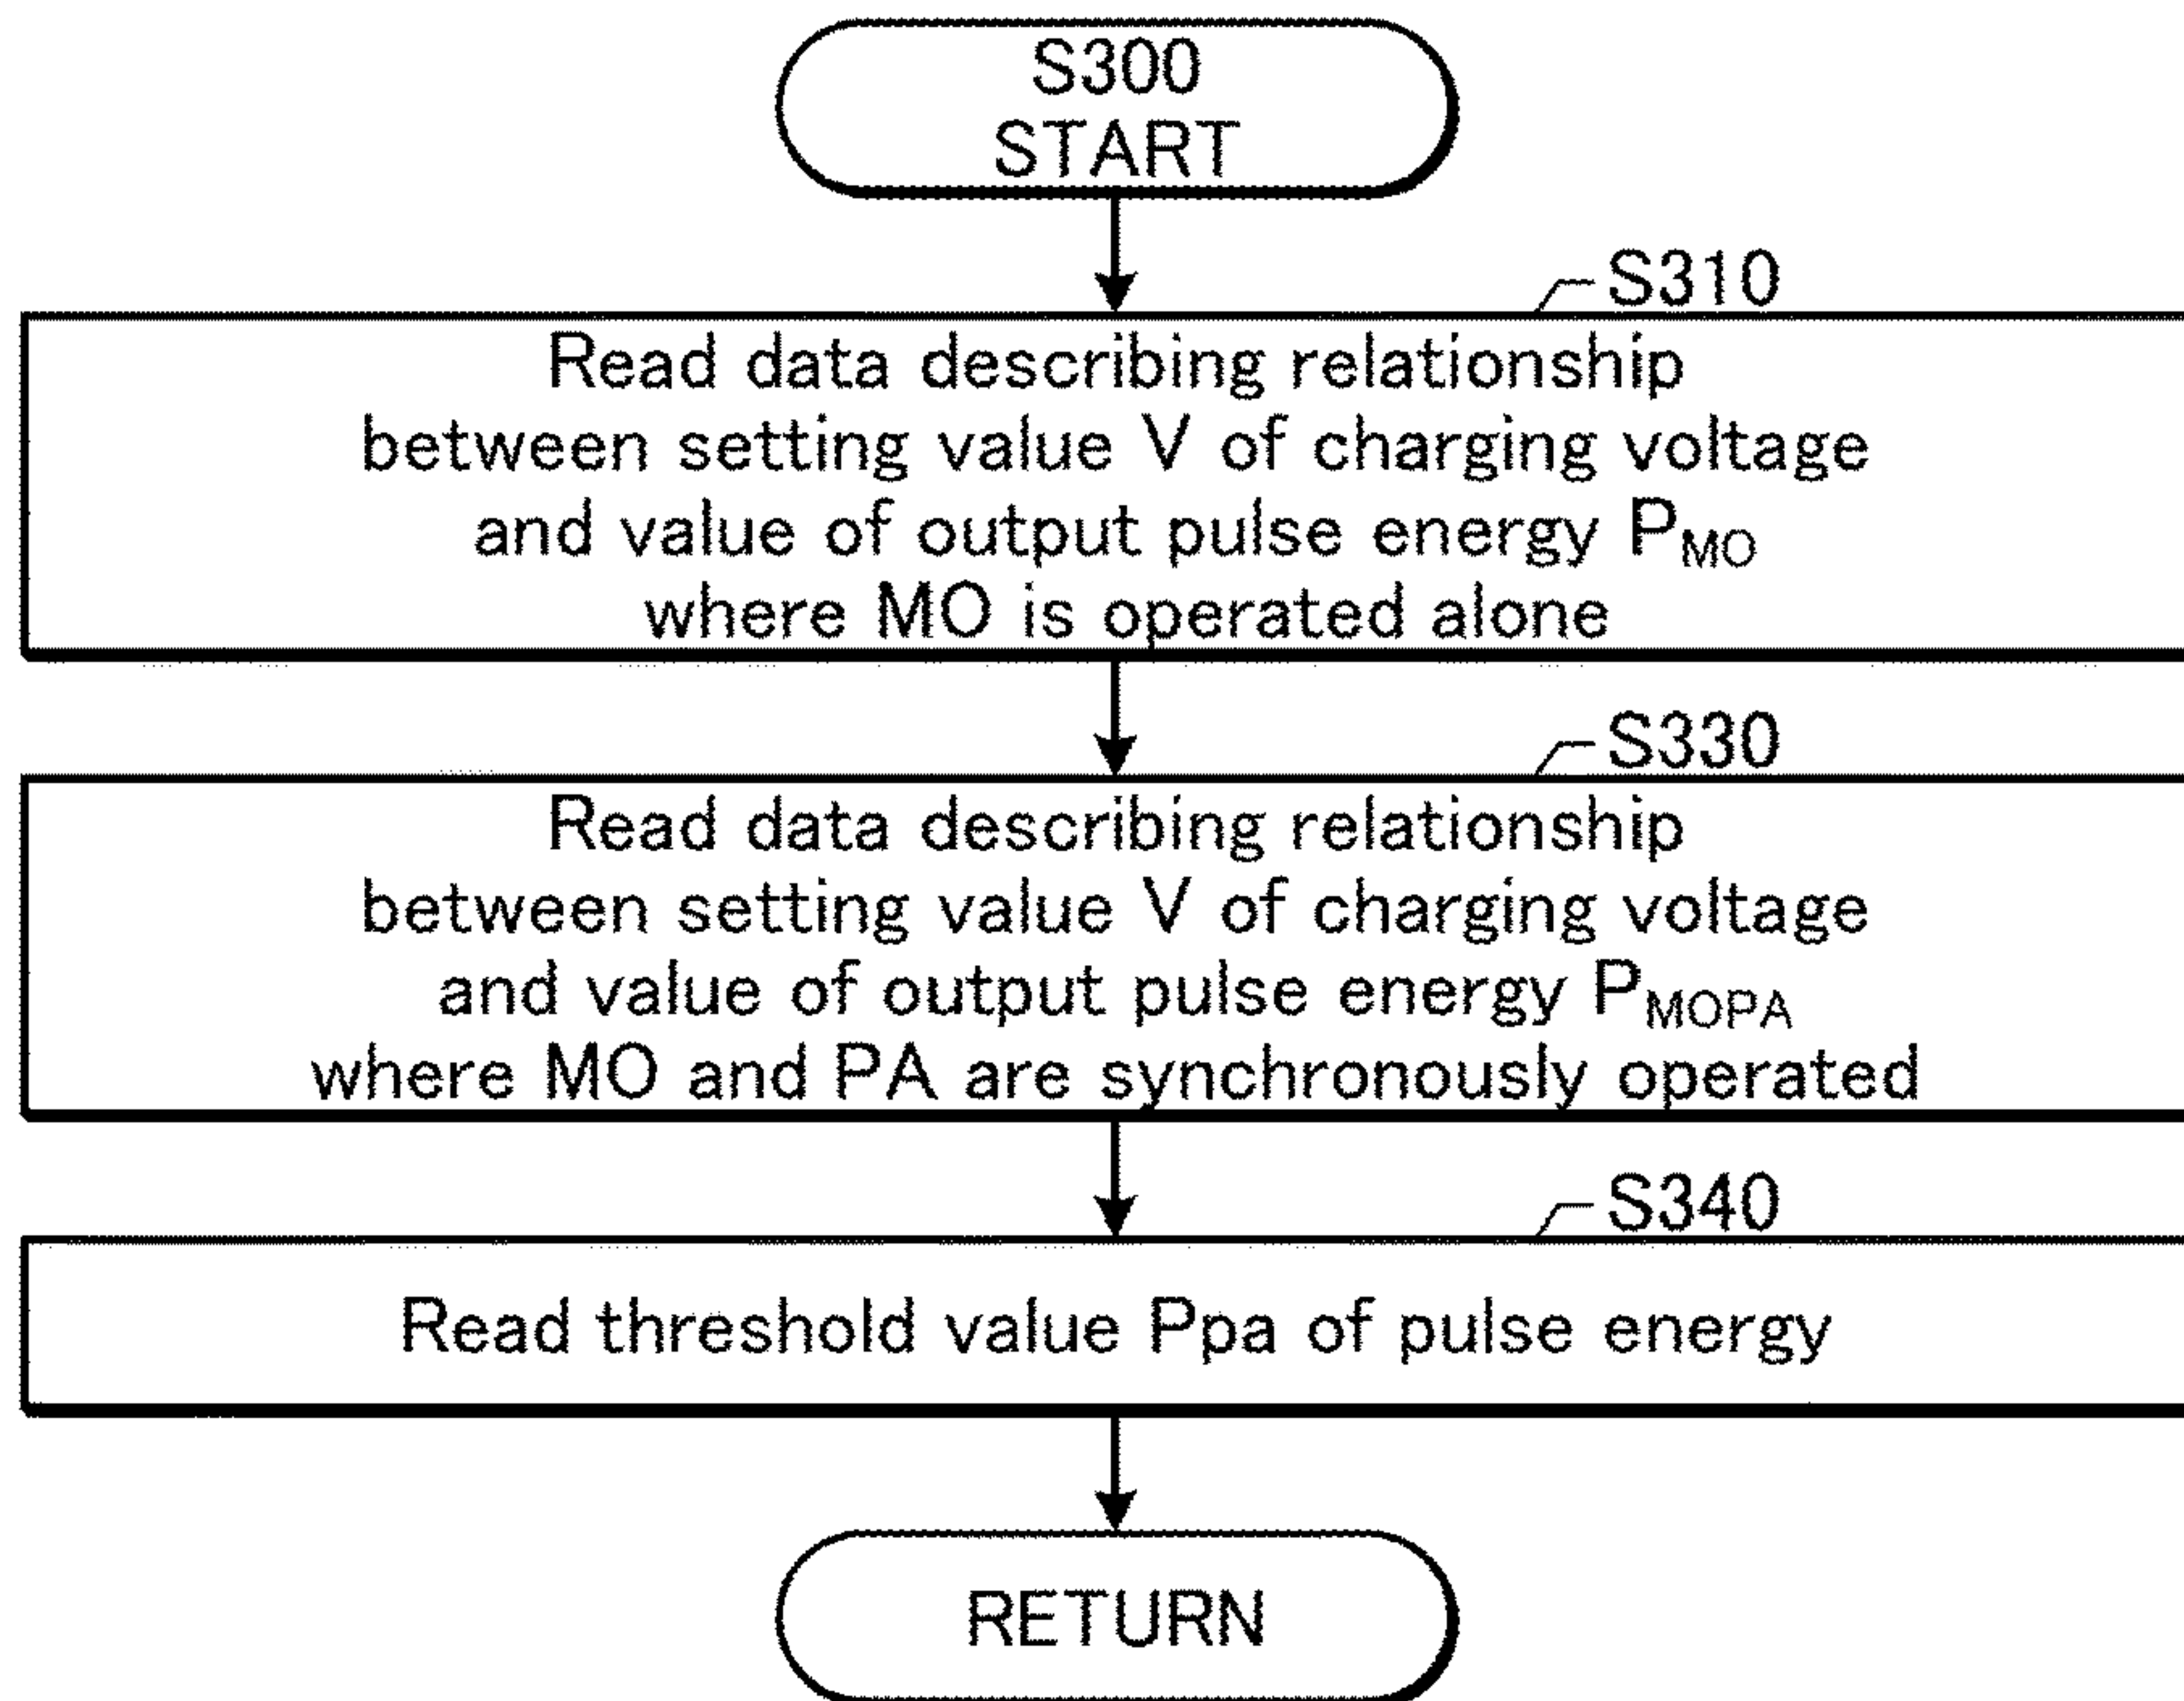 S300
START
S310
Read data describing relationship
between setting value V of charging voltage
and value of output pulse energy PMO
where MO is operated alone
S330
Read data describing relationship
between setting value V of charging voltage
and value of output pulse energy PMOPA
where MO and PA are synchronously operated
S340
Read threshold value Ppa of pulse energy
RETURN